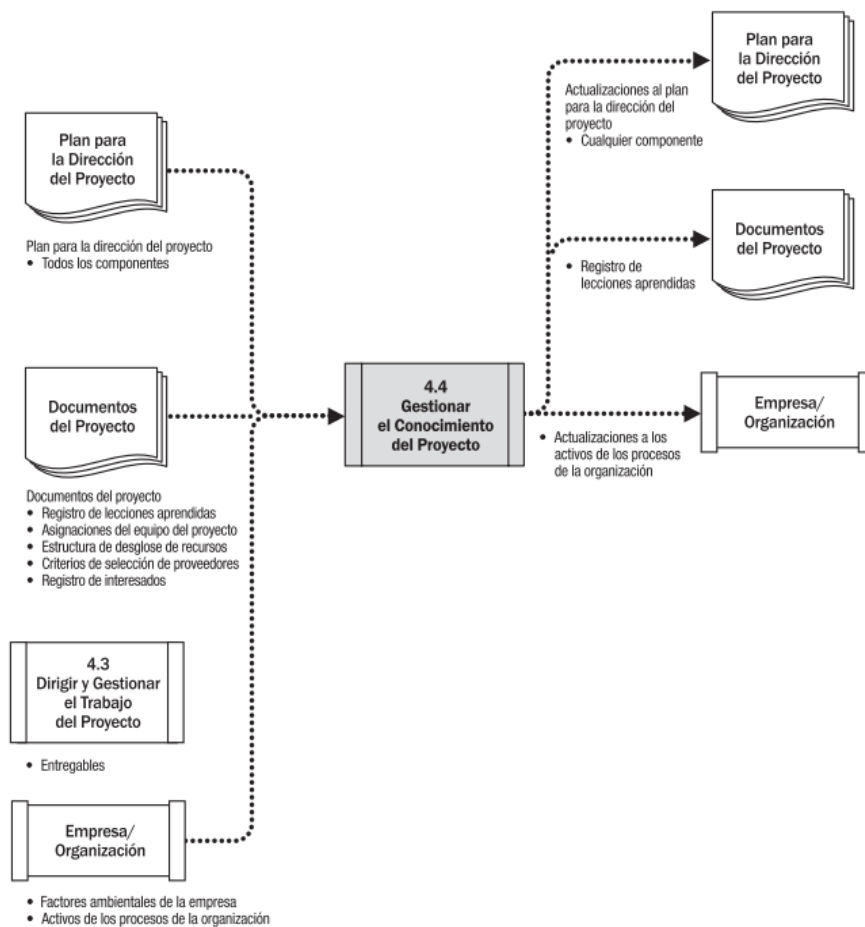 Plan para
la Dirección
del Proyecto
Plan para la dirección del proyecto
• Todos los componentes
Documentos
del Proyecto
Documentos del proyecto
• Registro de lecciones aprendidas
• Asignaciones del equipo del proyecto
• Estructura de desglose de recursos
• Criterios de selección de proveedores
• Registro de interesados
4.3
Dirigir y Gestionar
el Trabajo
del Proyecto
• Entregables
Empresa/
Organización
• Factores ambientales de la empresa
• Activos de los procesos de la organización
4.4
Gestionar
el Conocimiento
del Proyecto
Plan para
la Dirección
del Proyecto
Actualizaciones al plan
para la dirección del
proyecto
• Cualquier componente
Documentos
del Proyecto
• Registro de
lecciones aprendidas
Empresa/
Organización
• Actualizaciones a los
activos de los procesos
de la organización